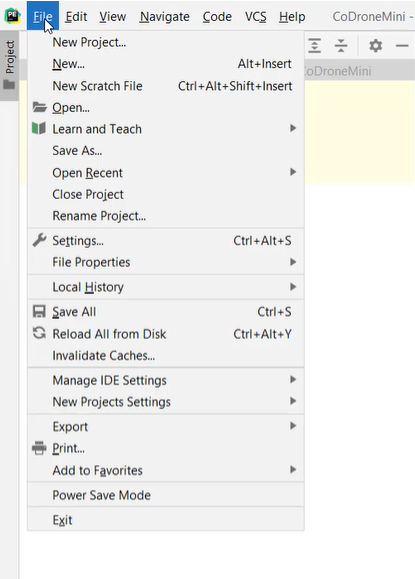 PE File Edit View Navigate Code VCS Help CoDroneMini -
Project
CoDroneMini
New Project...
New... Alt+Insert
New Scratch File Ctrl+Alt+Shift+Insert
Open...
Learn and Teach
Save As...
Open Recent
Close Project
Rename Project...
Settings... Ctrl+Alt+S
File Properties
Local History
Save All Ctrl+S
Reload All from Disk Ctrl+Alt+Y
Invalidate Caches...
Manage IDE Settings
New Projects Settings
Export
Print...
Add to Favorites
Power Save Mode
Exit